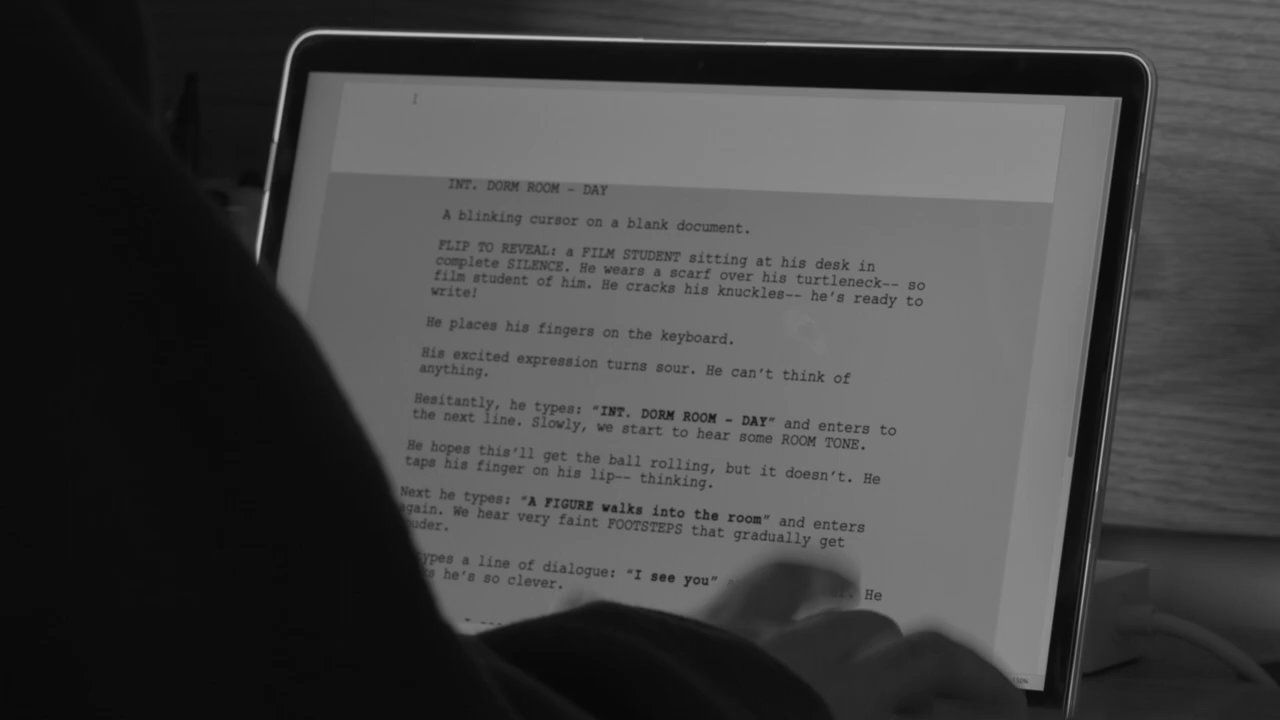 INT. DORM ROOM - DAY
A blinking cursor on a blank document.
FLIP TO REVEAL: a FILM STUDENT sitting at his desk in
complete SILENCE. He wears a scarf over his turtleneck-- so
film student of him. He cracks his knuckles-- he's ready to
write!
He places his fingers on the keyboard.
His excited expression turns sour. He can't think of
anything.
Hesitantly, he types: "INT. DORM ROOM - DAY" and enters to
the next line. Slowly, we start to hear some ROOM TONE.
He hopes this'll get the ball rolling, but it doesn't. He
taps his finger on his lip-- thinking.
Next he types: "A FIGURE walks into the room" and enters
again. We hear very faint FOOTSTEPS that gradually get
ouder.
types a line of dialogue: "I see you" He
ks he's so clever.